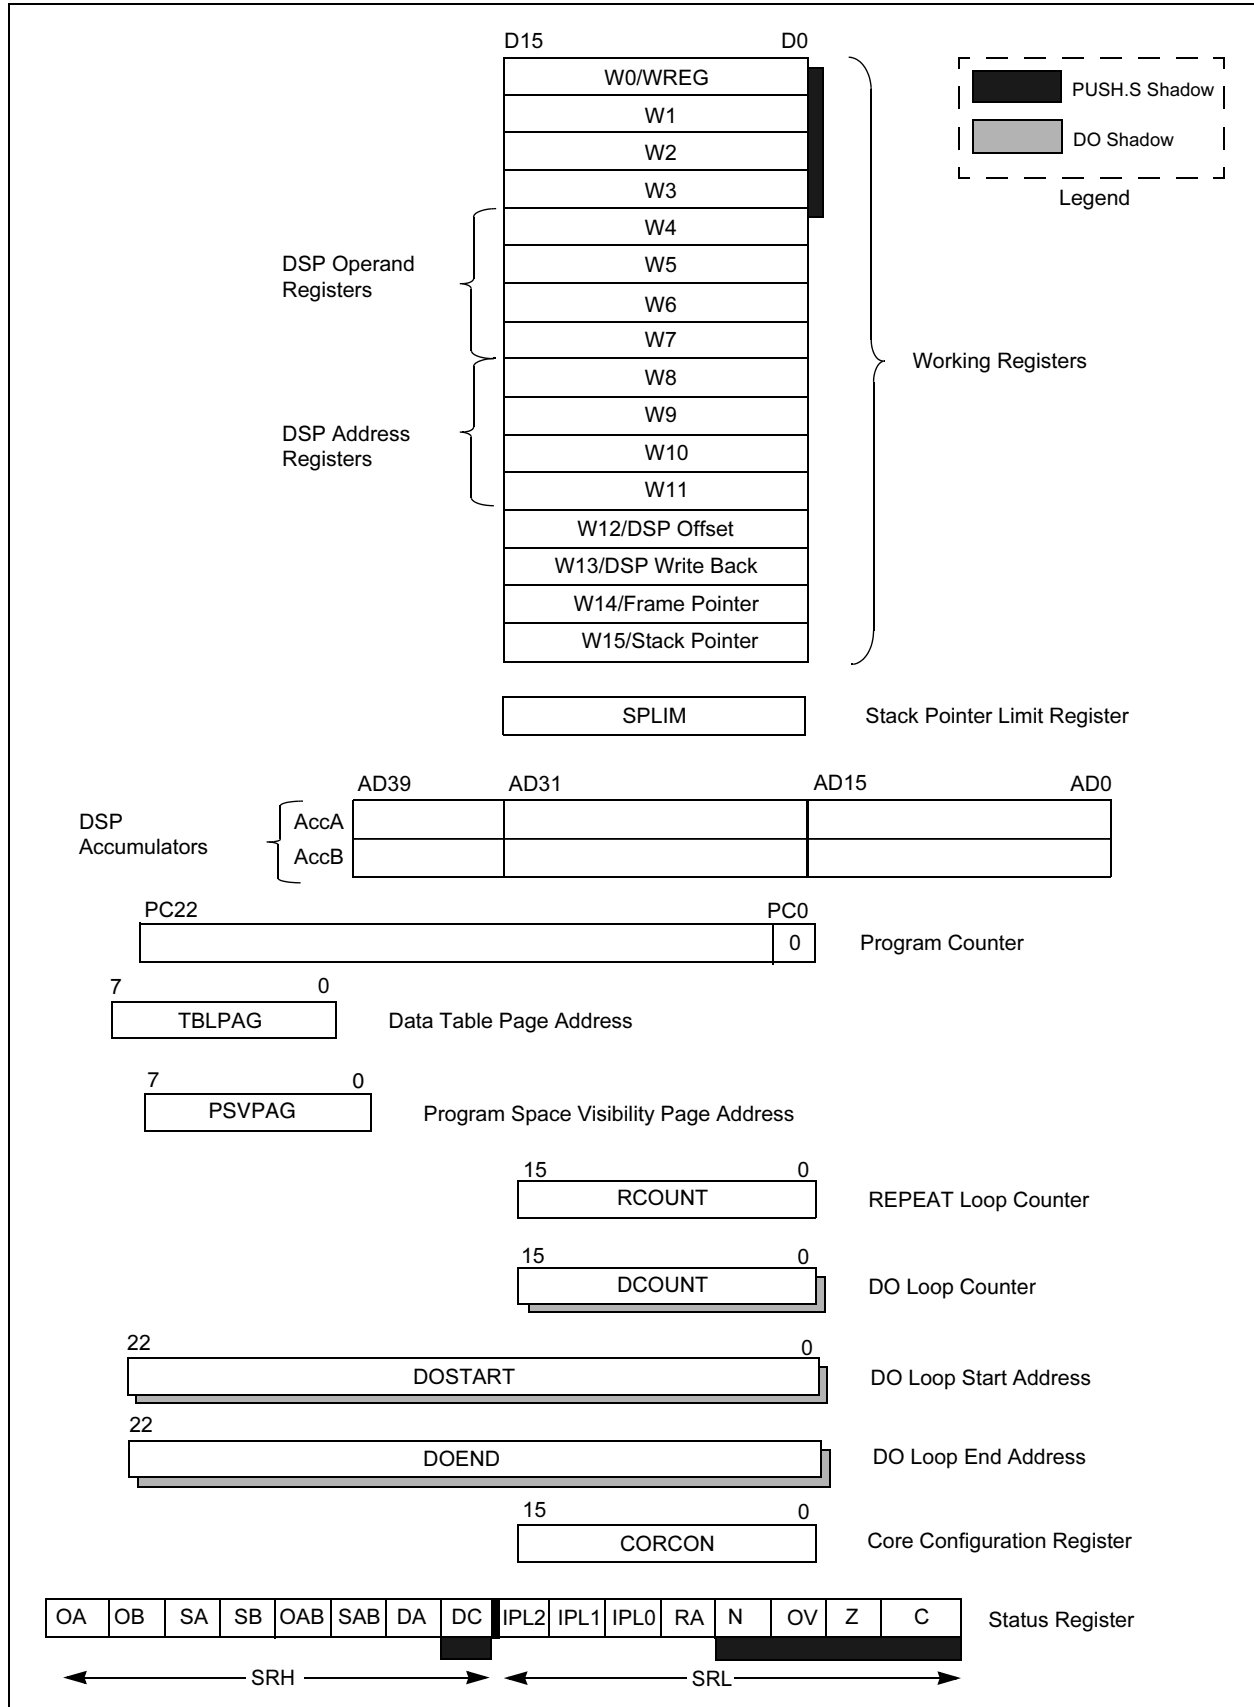 D15 D0
W0/WREG
PUSH.S Shadow
W1
DO Shadow
W2
W3
Legend
W4
DSP Operand
Registers
W5
W6
W7
Working Registers
W8
W9
DSP Address
Registers
W10
W11
W12/DSP Offset
W13/DSP Write Back
W14/Frame Pointer
W15/Stack Pointer
SPLIM Stack Pointer Limit Register
AD39 AD31 AD15 AD0
DSP
Accumulators
AccA
AccB
PC22 PC0
0 Program Counter
7 0
TBLPAG Data Table Page Address
7 0
PSVPAG Program Space Visibility Page Address
15 0
RCOUNT REPEAT Loop Counter
15 0
DCOUNT DO Loop Counter
22 0
DOSTART DO Loop Start Address
22
DOEND DO Loop End Address
15 0
CORCON Core Configuration Register
OA OB SA SB OAB SAB DA DC IPL2 IPL1 IPL0 RA N OV Z C Status Register
SRH SRL